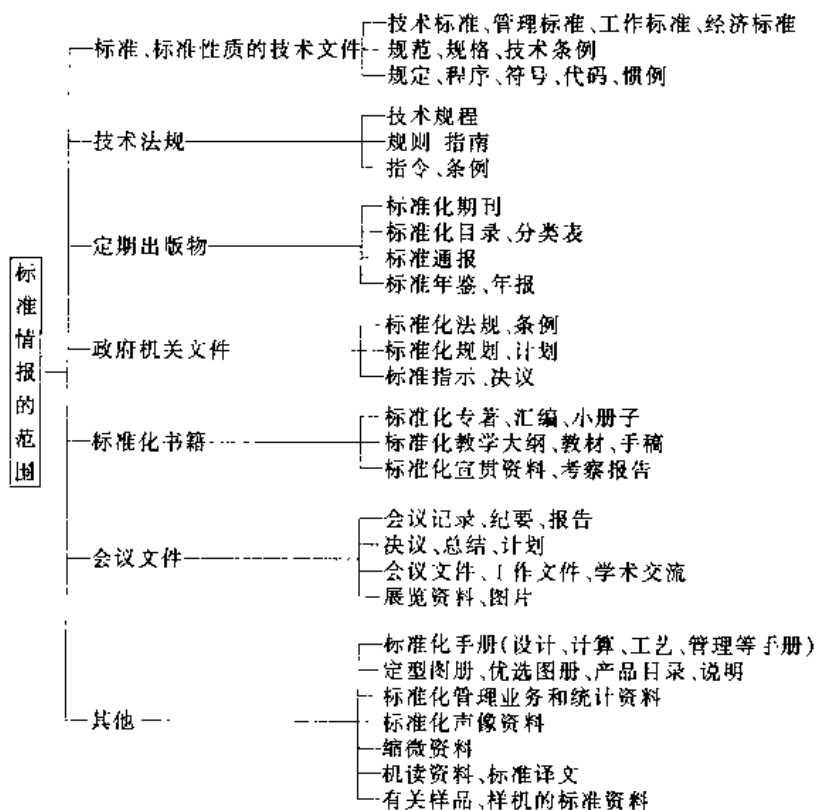 标准情报的范围
标准、标准性质的技术文件
技术标准、管理标准、工作标准、经济标准
规范、规格、技术条例
规定、程序、符号、代码、惯例
技术法规
技术规程
规则 指南
指令、条例
定期出版物
标准化期刊
标准化目录、分类表
标准通报
标准年鉴、年报
政府机关文件
标准化法规、条例
标准化规划、计划
标准指示、决议
标准化书籍
标准化专著、汇编、小册子
标准化教学大纲、教材、手稿
标准化宣贯资料、考察报告
会议文件
会议记录、纪要、报告
决议、总结、计划
会议文件、工作文件、学术交流
展览资料、图片
其他
标准化手册(设计、计算、工艺、管理等手册)
定型图册、优选图册、产品目录、说明
标准化管理业务和统计资料
标准化声像资料
缩微资料
机读资料、标准译文
有关样品、样机的标准资料